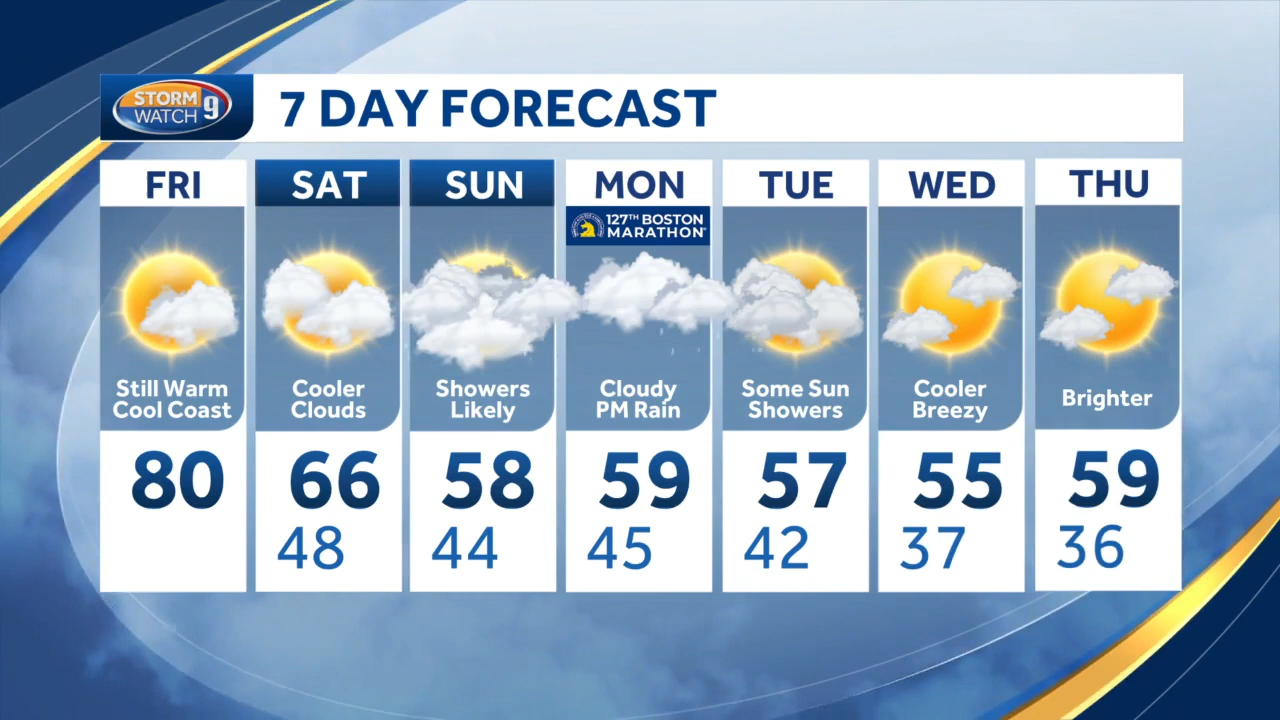 STORM
WATCH 9
7 DAY FORECAST
FRI
SAT
SUN
MON
TUE
WED
THU
127TH BOSTON
MARATHON
Still Warm
Cool Coast
Cooler
Clouds
Showers
Likely
Cloudy
PM Rain
Some Sun
Showers
Cooler
Breezy
Brighter
80
66
58
59
57
55
59
48
44
45
42
37
36